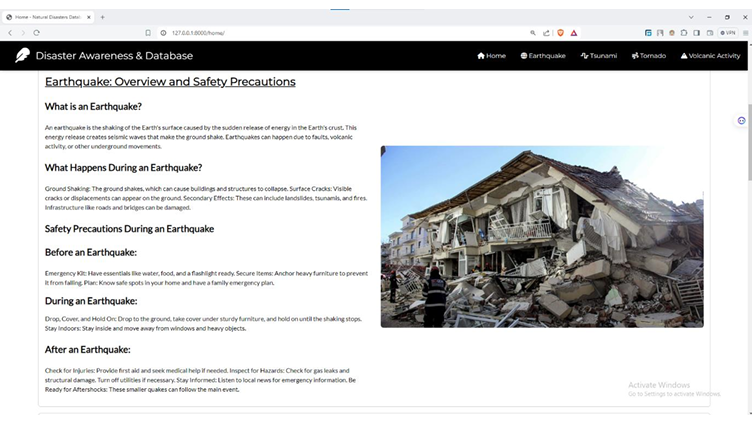 Home - Natural Disasters Datab
127.0.0.1:8000/home/
VPN
Disaster Awareness & Database
Home
Earthquake
Tsunami
Tornado
Volcanic Activity
Earthquake: Overview and Safety Precautions
What is an Earthquake?
An earthquake is the shaking of the Earth's surface caused by the sudden release of energy in the Earth's crust. This
energy release creates seismic waves that make the ground shake. Earthquakes can happen due to faults, volcanic
activity, or other underground movements.
What Happens During an Earthquake?
Ground Shaking: The ground shakes, which can cause buildings and structures to collapse. Surface Cracks: Visible
cracks or displacements can appear on the ground. Secondary Effects: These can include landslides, tsunamis, and fires.
Infrastructure like roads and bridges can be damaged.
Safety Precautions During an Earthquake
Before an Earthquake:
Emergency Kit: Have essentials like water, food, and a flashlight ready. Secure Items: Anchor heavy furniture to prevent
it from falling. Plan: Know safe spots in your home and have a family emergency plan.
During an Earthquake:
Drop, Cover, and Hold On: Drop to the ground, take cover under sturdy furniture, and hold on until the shaking stops.
Stay Indoors: Stay inside and move away from windows and heavy objects.
After an Earthquake:
Check for Injuries: Provide first aid and seek medical help if needed. Inspect for Hazards: Check for gas leaks and
structural damage. Turn off utilities if necessary. Stay Informed: Listen to local news for emergency information. Be
Ready for Aftershocks: These smaller quakes can follow the main event.
Activate Windows
Go to Settings to activate Windows.